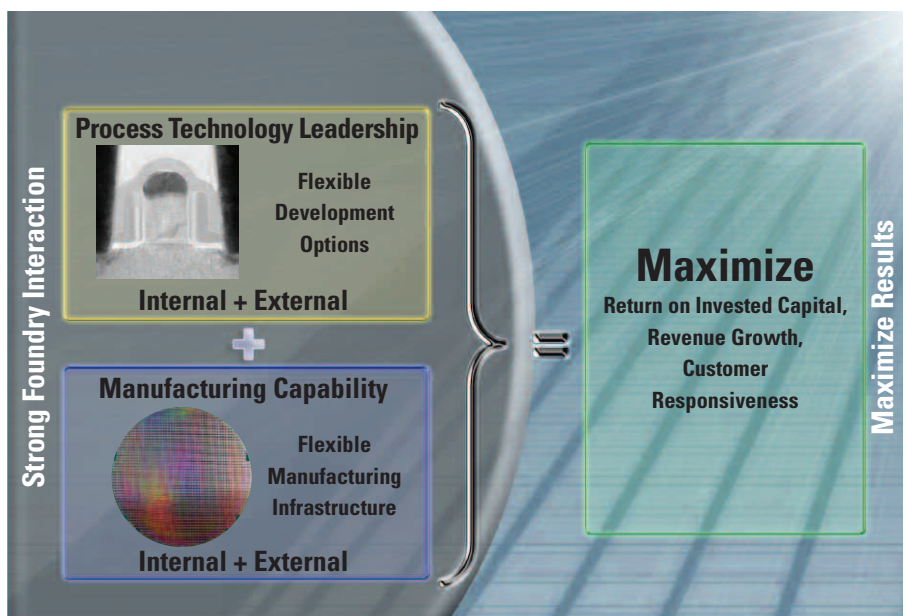 Strong Foundry Interaction
Process Technology Leadership
Flexible
Development
Options
Internal + External
+
Manufacturing Capability
Flexible
Manufacturing
Infrastructure
Internal + External
=
Maximize
Return on Invested Capital,
Revenue Growth,
Customer
Responsiveness
Maximize Results